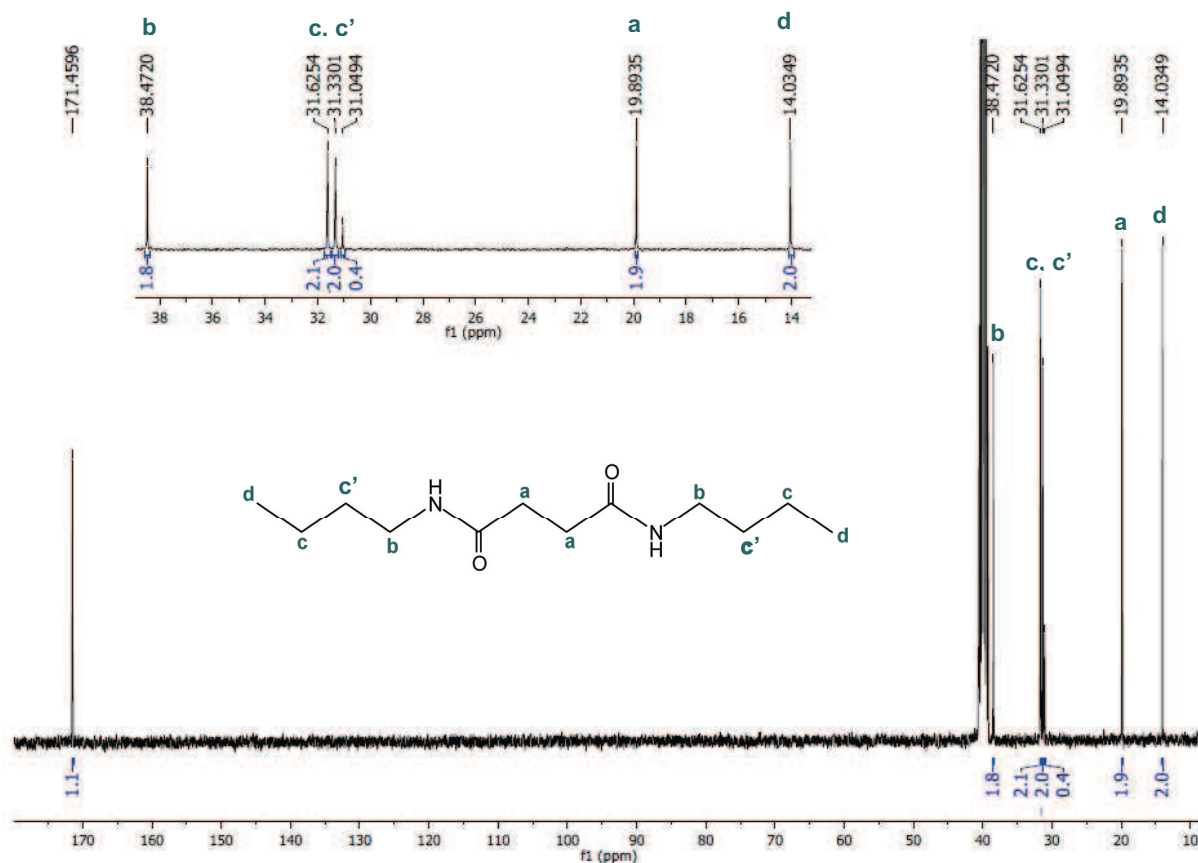 b c. c' a d
171.4596 38.4720 31.6254 31.3301 31.0494 19.8935 14.0349 38.4720 31.6254 31.3301 31.0494 19.8935 14.0349
1.8 2.1 2.0 0.4 1.9 2.0
38 36 34 32 30 28 26 24 22 20 18 16 14
f1 (ppm)
a d
c. c'
b
d c' H N a O b c
c b O a N H c' d
1.1 1.8 2.1 2.0 0.4 1.9 2.0
170 160 150 140 130 120 110 100 90 80 70 60 50 40 30 20 10
f1 (ppm)